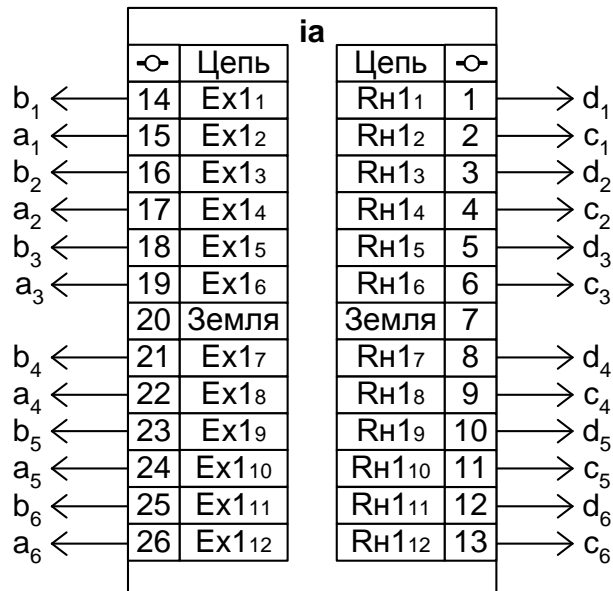 ia
Цепь Цепь
b1 14 Ex11 Rн11 1 d1
a1 15 Ex12 Rн12 2 c1
b2 16 Ex13 Rн13 3 d2
a2 17 Ex14 Rн14 4 c2
b3 18 Ex15 Rн15 5 d3
a3 19 Ex16 Rн16 6 c3
20 Земля Земля 7
b4 21 Ex17 Rн17 8 d4
a4 22 Ex18 Rн18 9 c4
b5 23 Ex19 Rн19 10 d5
a5 24 Ex110 Rн110 11 c5
b6 25 Ex111 Rн111 12 d6
a6 26 Ex112 Rн112 13 c6